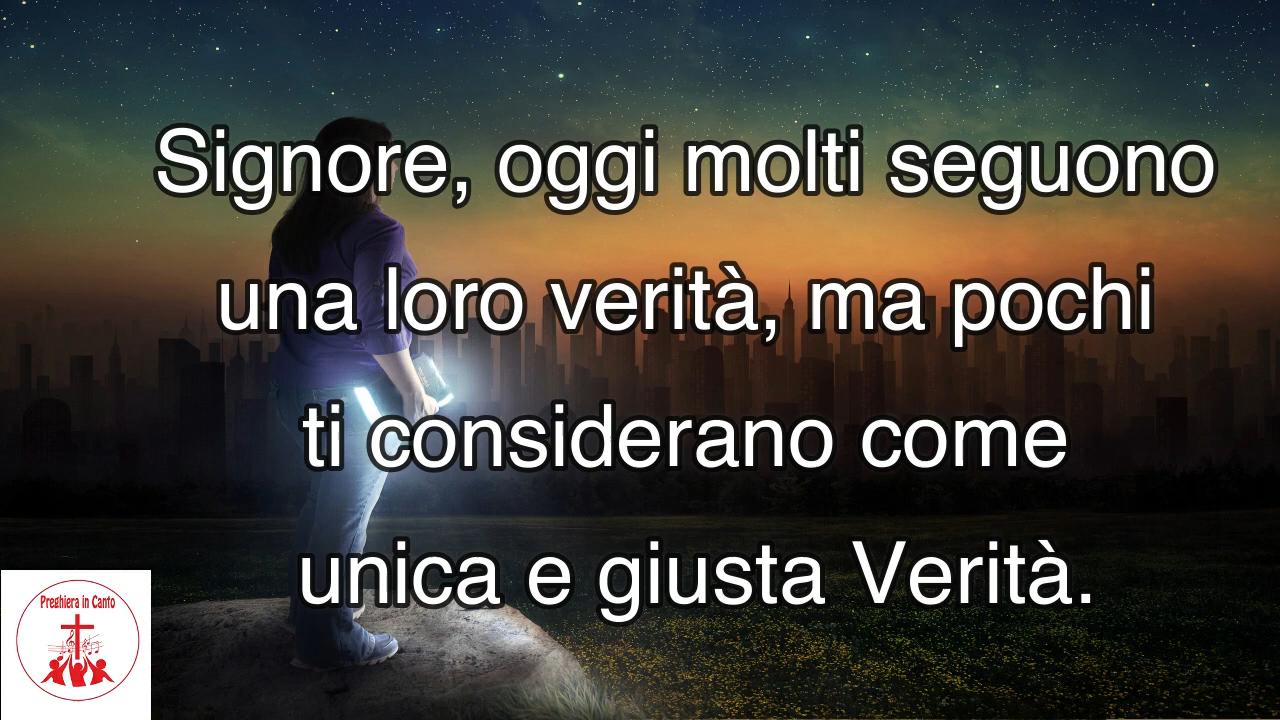 Signore, oggi molti seguono
una loro verità, ma pochi
ti considerano come
unica e giusta Verità.
Preghiera in Canto